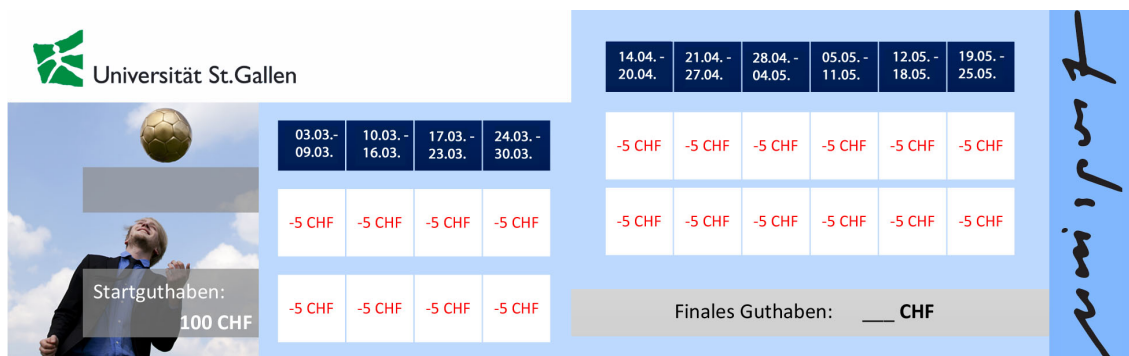 Universität St.Gallen
Startguthaben:
100 CHF
03.03.- 10.03. - 17.03. - 24.03. -
09.03. 16.03. 23.03. 30.03.
-5 CHF -5 CHF -5 CHF -5 CHF
-5 CHF -5 CHF -5 CHF -5 CHF
14.04. - 21.04. - 28.04. - 05.05. - 12.05. - 19.05. -
20.04. 27.04. 04.05. 11.05. 18.05. 25.05.
-5 CHF -5 CHF -5 CHF -5 CHF -5 CHF -5 CHF
-5 CHF -5 CHF -5 CHF -5 CHF -5 CHF -5 CHF
Finales Guthaben: ___ CHF
unisport